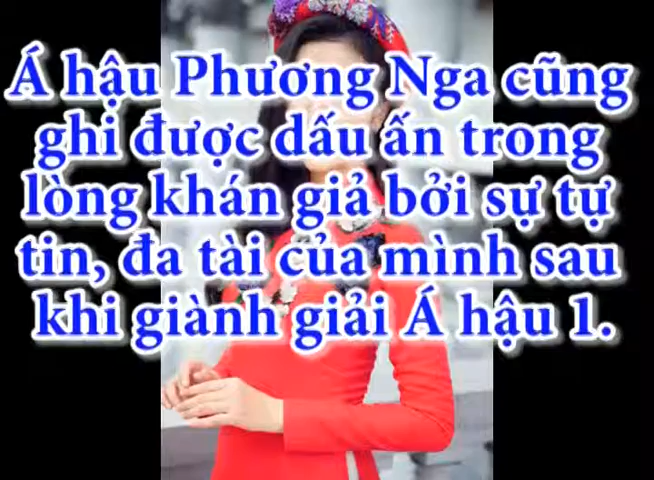 Á hậu Phương Nga cũng
ghi được dấu ấn trong
lòng khán giả bởi sự tự
tin, đa tài của mình sau
khi giành giải Á hậu 1.